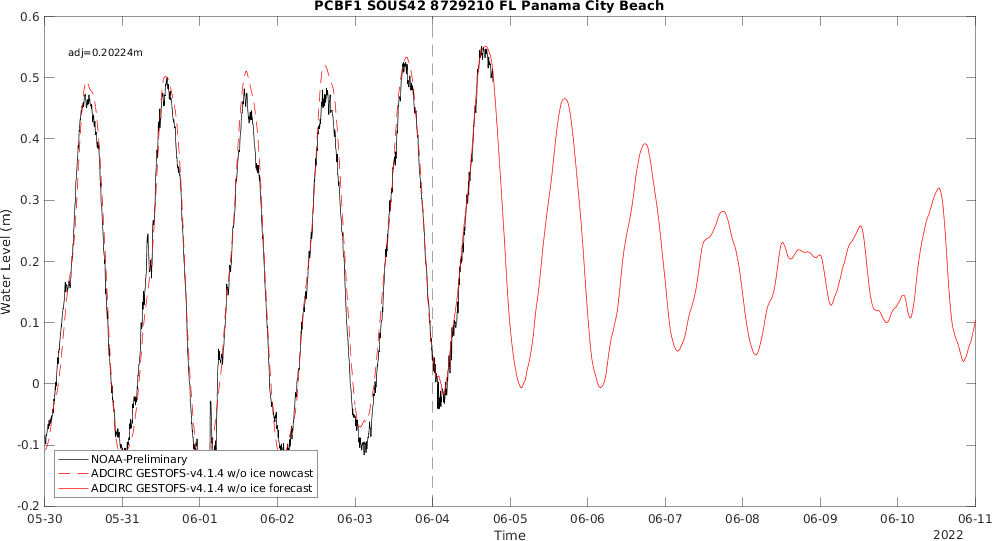 PCBF1 SOUS42 8729210 FL Panama City Beach
adj=0.20224m
Water Level (m)
0.6
0.5
0.4
0.3
0.2
0.1
0
-0.1
-0.2
NOAA-Preliminary
ADCIRC GESTOFS-v4.1.4 w/o ice nowcast
ADCIRC GESTOFS-v4.1.4 w/o ice forecast
05-30 05-31 06-01 06-02 06-03 06-04 06-05 06-06 06-07 06-08 06-09 06-10 06-11
Time
2022